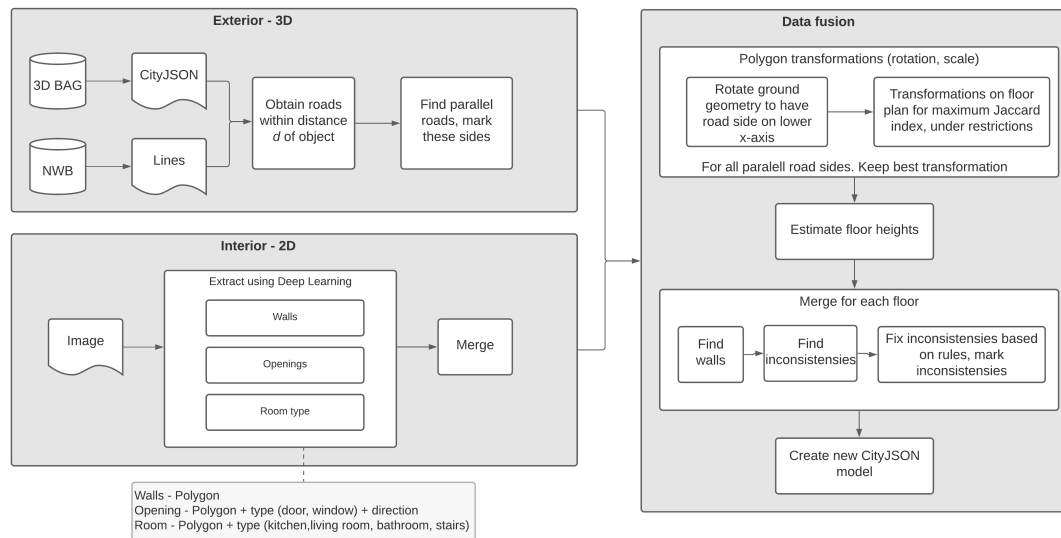 Exterior - 3D
3D BAG
CityJSON
NWB
Lines
Obtain roads
within distance
d of object
Find parallel
roads, mark
these sides
Interior - 2D
Image
Extract using Deep Learning
Walls
Openings
Room type
Merge
Walls - Polygon
Opening - Polygon + type (door, window) + direction
Room - Polygon + type (kitchen,living room, bathroom, stairs)
Data fusion
Polygon transformations (rotation, scale)
Rotate ground
geometry to have
road side on lower
x-axis
Transformations on floor
plan for maximum Jaccard
index, under restrictions
For all paralell road sides. Keep best transformation
Estimate floor heights
Merge for each floor
Find
walls
Find
inconsistensies
Fix inconsistensies based
on rules, mark
inconsistensies
Create new CityJSON
model